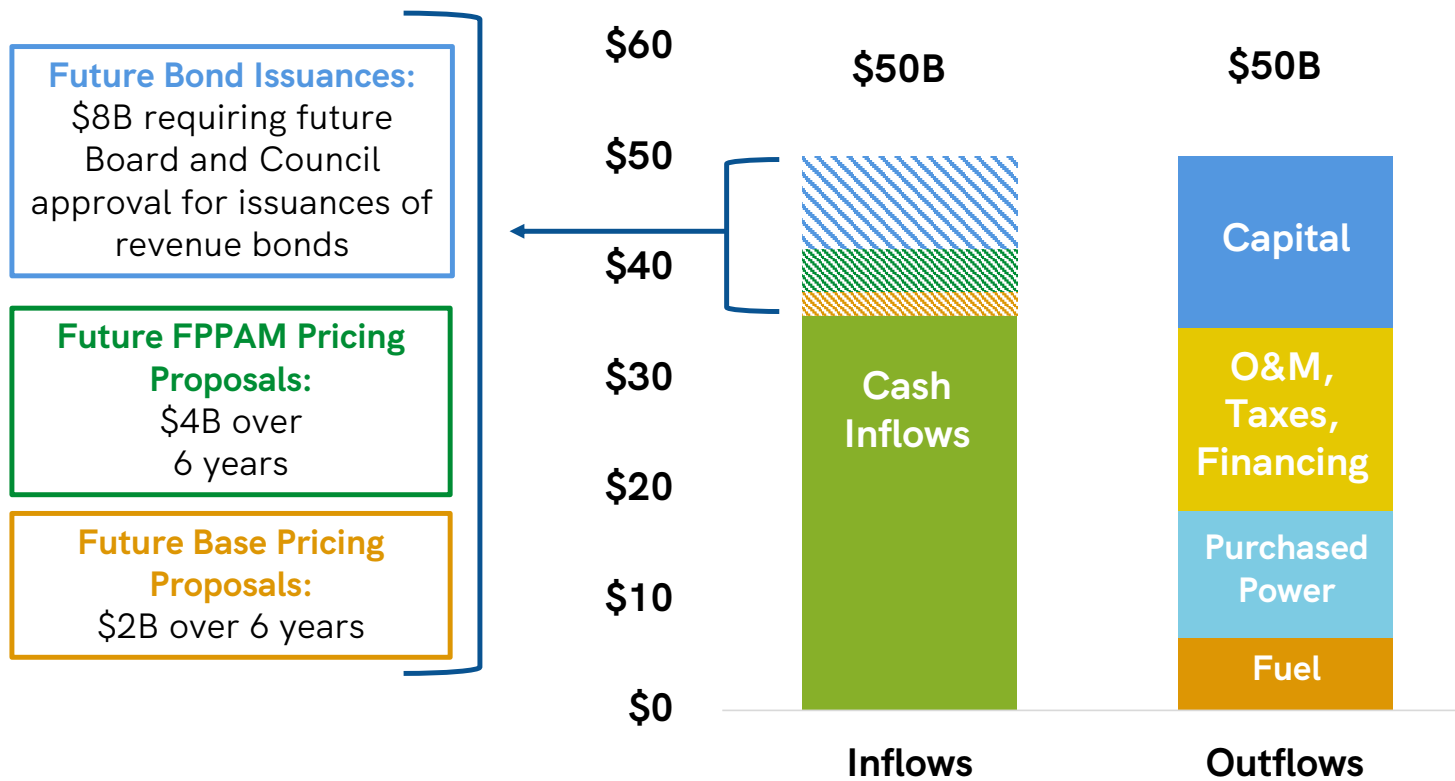 Future Bond Issuances:
$8B requiring future
Board and Council
approval for issuances of
revenue bonds
Future FPPAM Pricing
Proposals:
$4B over
6 years
Future Base Pricing
Proposals:
$2B over 6 years
$60
$50
$40
$30
$20
$10
$0
$50B
$50B
Cash
Inflows
Capital
O&M,
Taxes,
Financing
Purchased
Power
Fuel
Inflows
Outflows